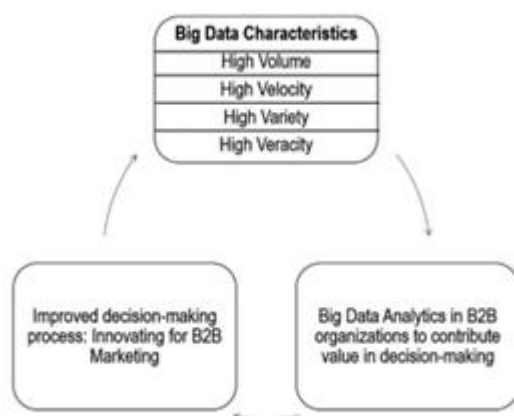 Big Data Characteristics
High Volume
High Velocity
High Variety
High Veracity
Improved decision-making
process: Innovating for B2B
Marketing
Big Data Analytics in B2B
organizations to contribute
value in decision-making